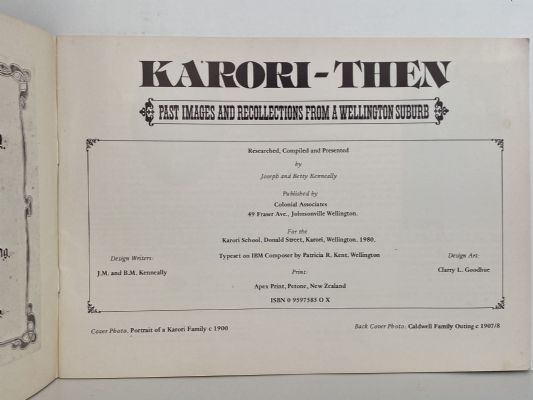 KARORI - THEN
PAST IMAGES AND RECOLLECTIONS FROM A WELLINGTON SUBURB
Researched, Compiled and Presented
by
Joseph and Betty Kenneally
Published by
Colonial Associates
49 Fraser Ave., Johnsonville Wellington.
For the
Karori School, Donald Street, Karori, Wellington, 1980.
Design Writers:
J.M. and B.M. Kenneally
Typeset on IBM Composer by Patricia R. Kent, Wellington
Print:
Apex Print, Petone, New Zealand
ISBN 0 9597585 0 X
Design Art:
Clarry L. Goodhue
Cover Photo: Portrait of a Karori Family c 1900
Back Cover Photo: Caldwell Family Outing c 1907/8